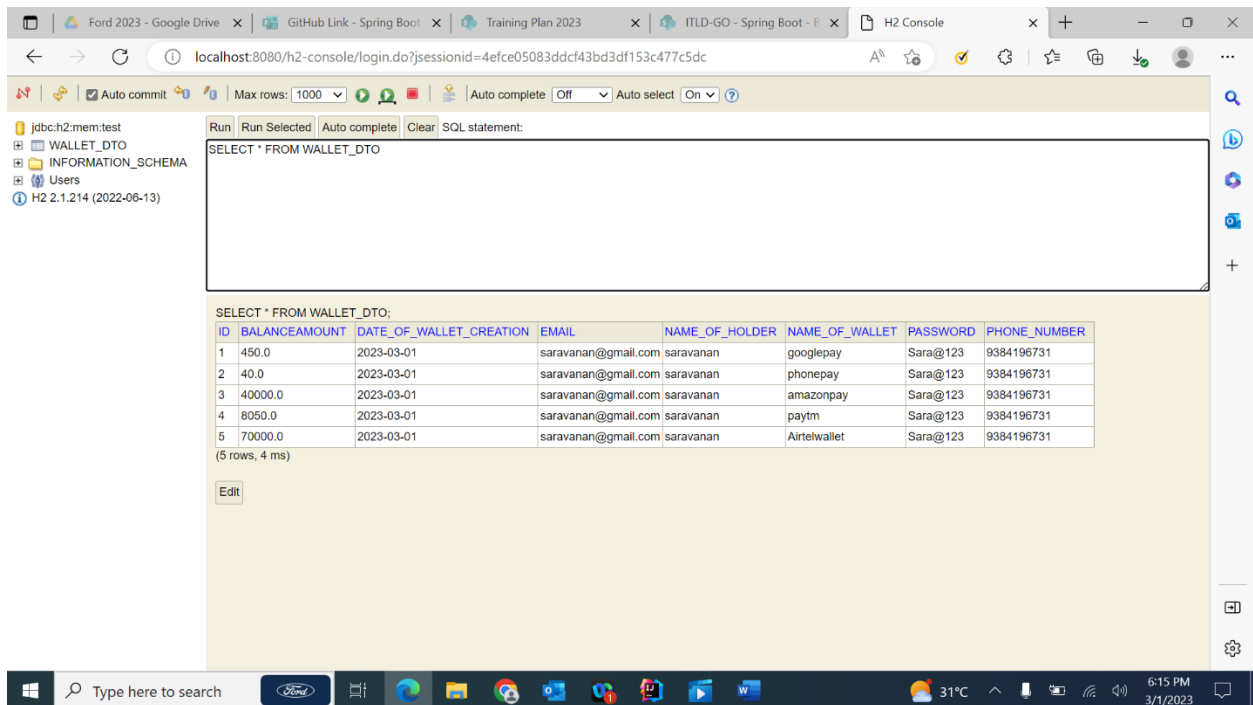 Ford 2023 - Google Drive GitHub Link - Spring Boot Training Plan 2023 ITLD-GO - Spring Boot - B H2 Console
localhost:8080/h2-console/login.do?jsessionid=4efce05083ddcf43bd3df153c477c5dc
Auto commit Max rows: 1000 Auto complete Off Auto select On
jdbc:h2:mem:test
WALLET_DTO
INFORMATION_SCHEMA
Users
H2 2.1.214 (2022-06-13)
Run Run Selected Auto complete Clear SQL statement:
SELECT * FROM WALLET_DTO
SELECT * FROM WALLET_DTO;
ID BALANCEAMOUNT DATE_OF_WALLET_CREATION EMAIL NAME_OF_HOLDER NAME_OF_WALLET PASSWORD PHONE_NUMBER
1 450.0 2023-03-01 saravanan@gmail.com saravanan googlepay Sara@123 9384196731
2 40.0 2023-03-01 saravanan@gmail.com saravanan phonepay Sara@123 9384196731
3 40000.0 2023-03-01 saravanan@gmail.com saravanan amazonpay Sara@123 9384196731
4 8050.0 2023-03-01 saravanan@gmail.com saravanan paytm Sara@123 9384196731
5 70000.0 2023-03-01 saravanan@gmail.com saravanan Airtelwallet Sara@123 9384196731
(5 rows, 4 ms)
Edit
Type here to search Ford 31°C 6:15 PM
3/1/2023